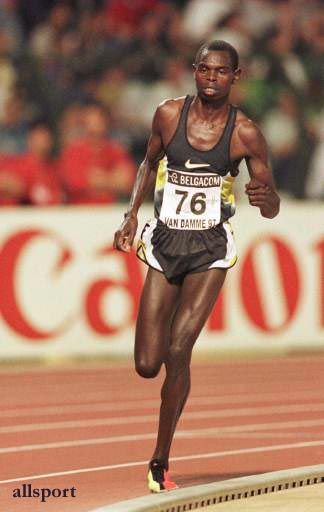 BELGACOM
76
VAN DAMME 97
Canon
allsport